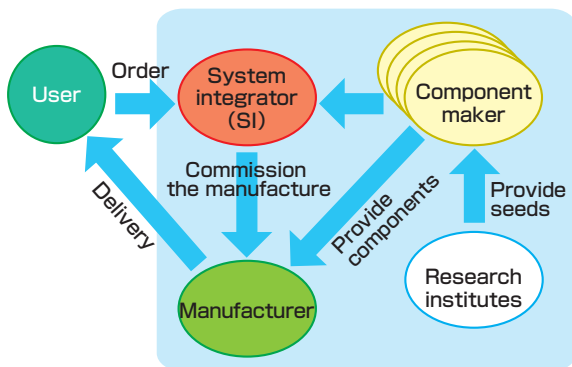 Order
User
System
integrator
(SI)
Component
maker
Commission
the manufacture
Delivery
Provide
components
Provide
seeds
Research
institutes
Manufacturer